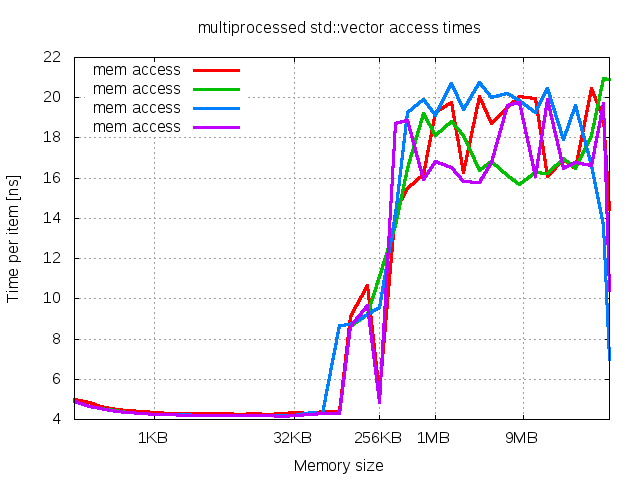 multiprocessed std::vector access times
22
20
18
16
14
12
10
8
6
4
mem access
mem access
mem access
mem access
Time per item [ns]
1KB 32KB 256KB 1MB 9MB
Memory size